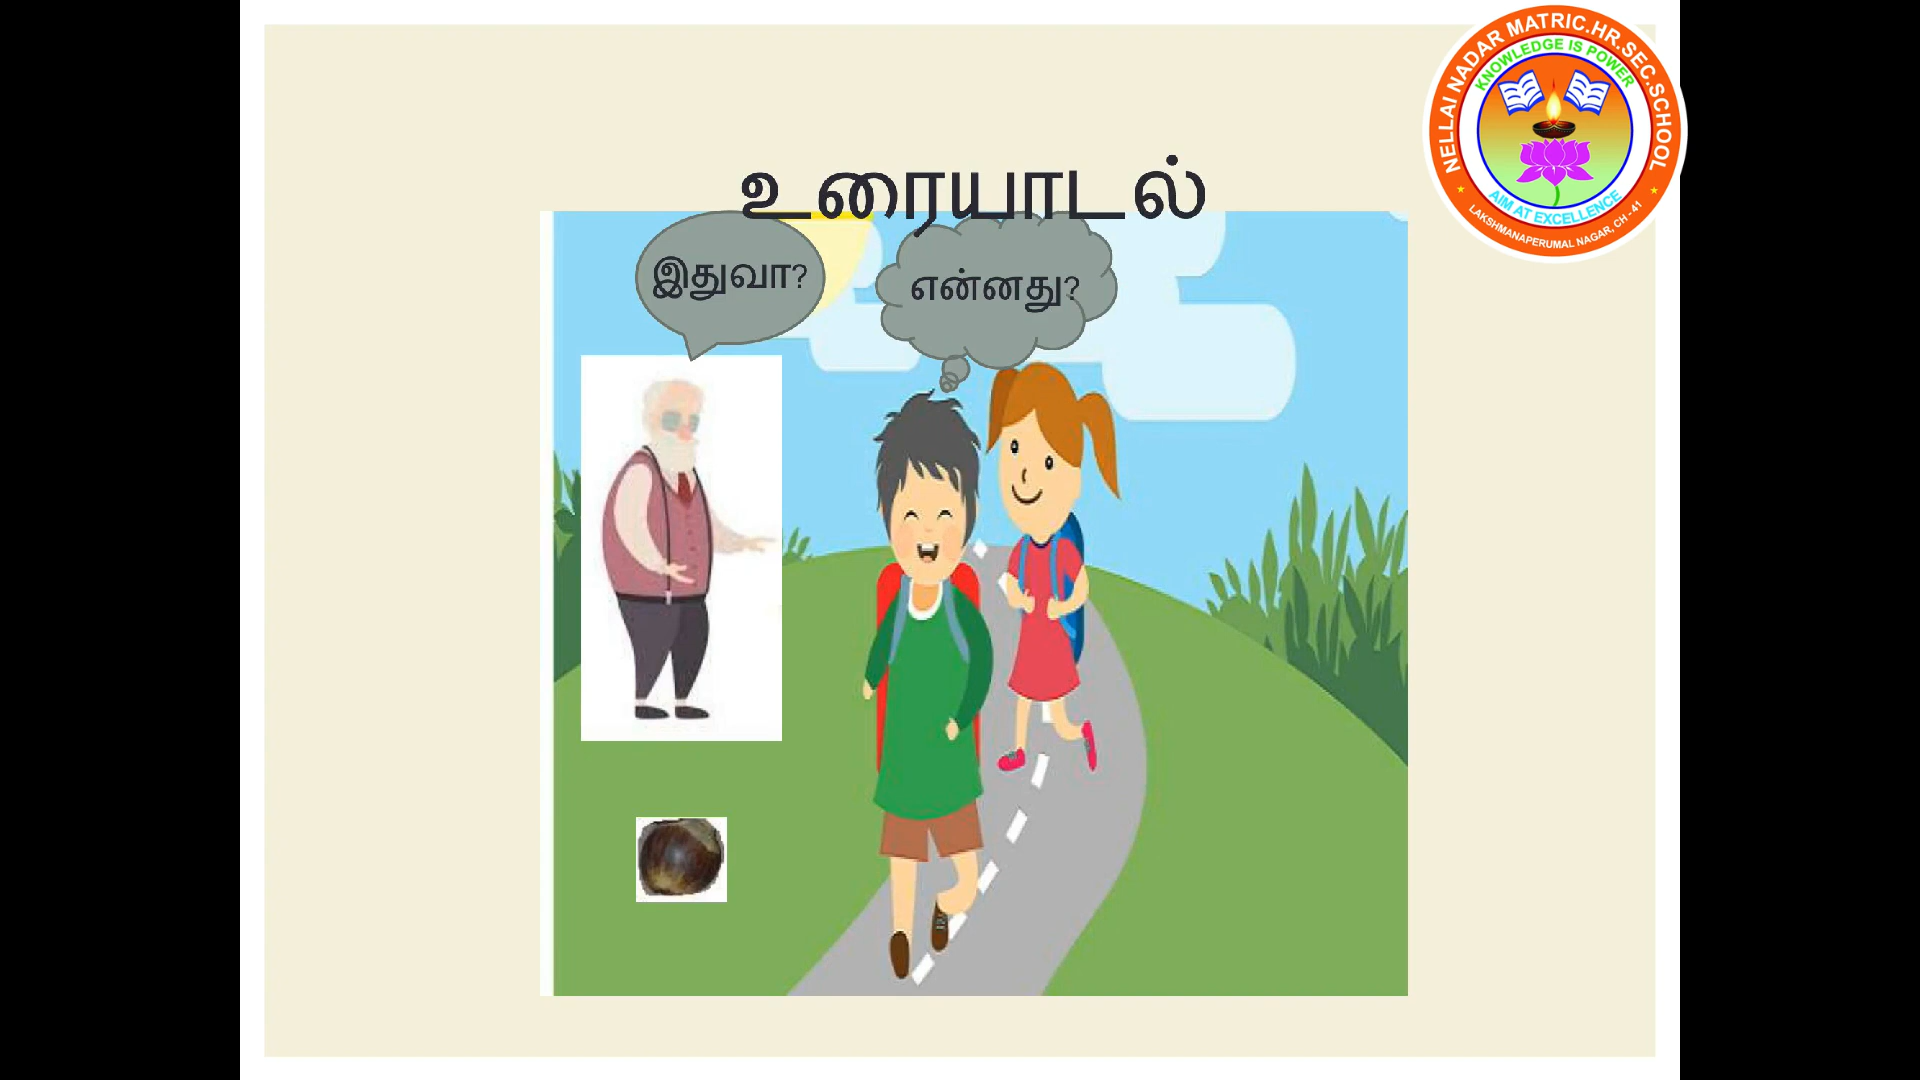 உரையாடல்
இதுவா?
என்னது?
NELLAI NADAR MATRIC.HR.SEC.SCHOOL
KNOWLEDGE IS POWER
AIM AT EXCELLENCE
LAKSHMANAPERUMAL NAGAR, CH - 41